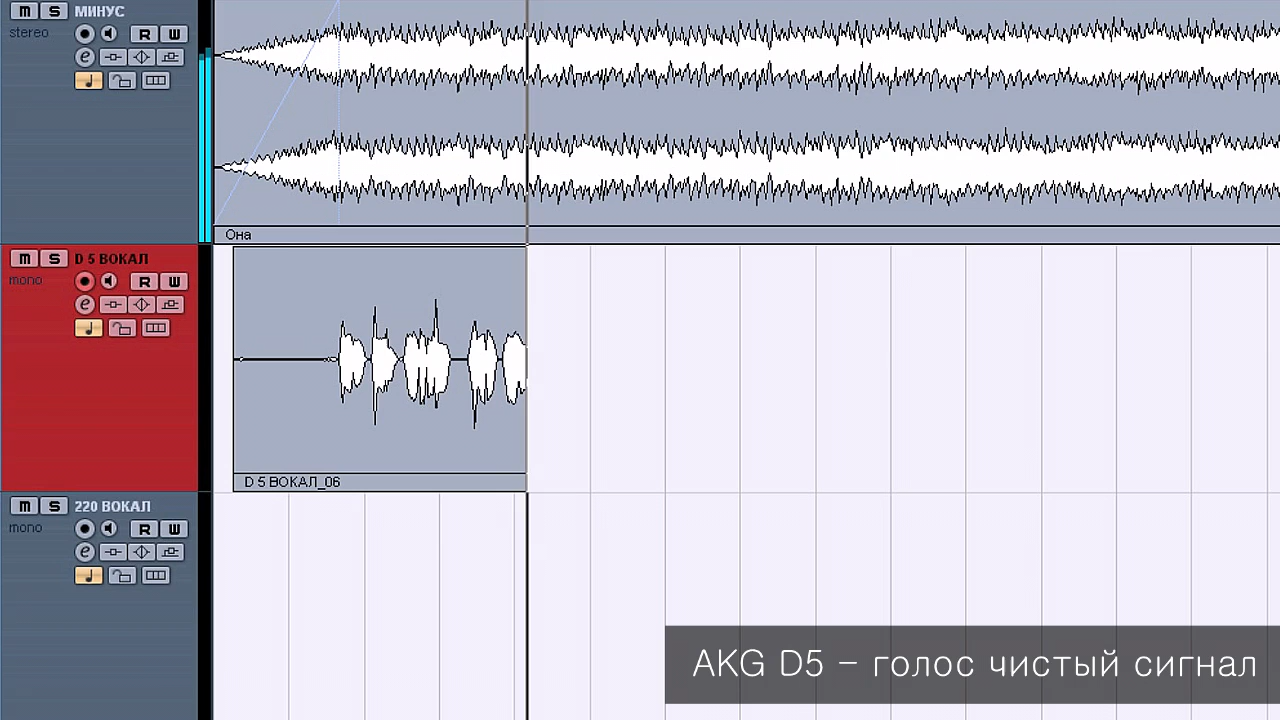 M S МИНУС
stereo R W
e
Она
M S D 5 ВОКАЛ
mono R W
e
D 5 ВОКАЛ_06
M S 220 ВОКАЛ
mono R W
e
AKG D5 – голос чистый сигнал